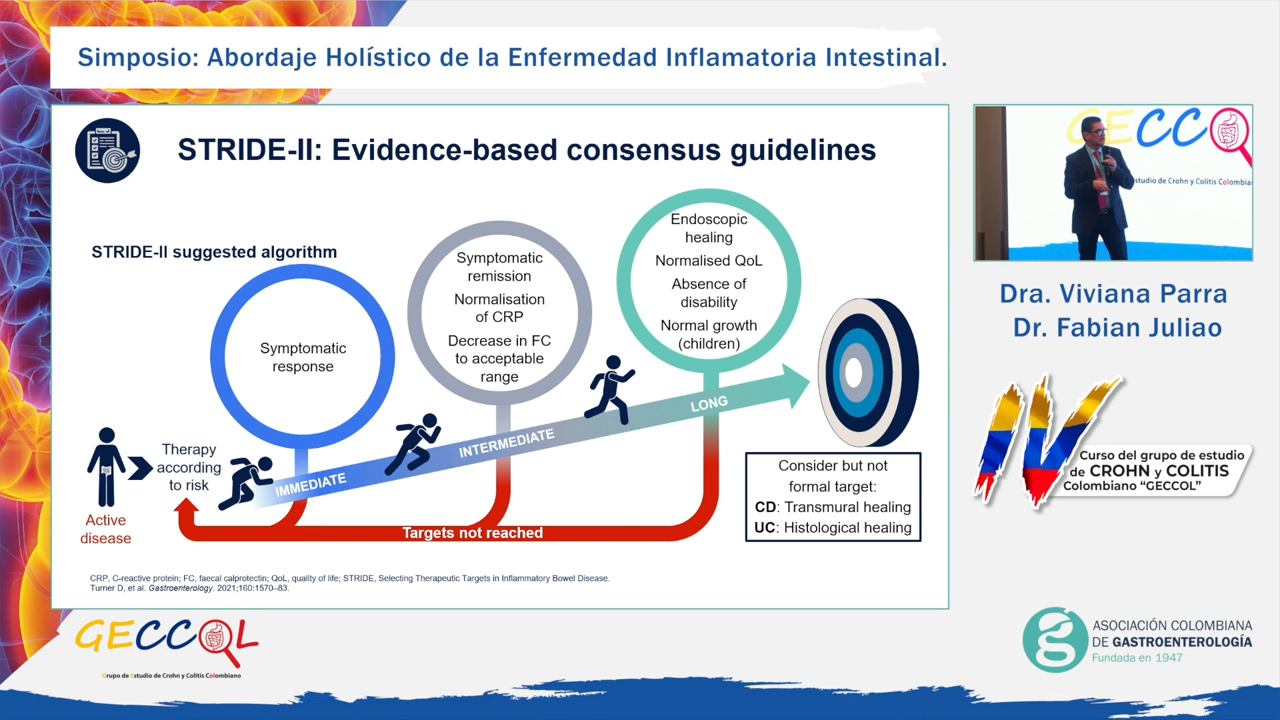 Simposio: Abordaje Holístico de la Enfermedad Inflamatoria Intestinal.
STRIDE-II: Evidence-based consensus guidelines
STRIDE-II suggested algorithm
Symptomatic
response
Symptomatic
remission
Normalisation
of CRP
Decrease in FC
to acceptable
range
Endoscopic
healing
Normalised QoL
Absence of
disability
Normal growth
(children)
Active
disease
Therapy
according
to risk
IMMEDIATE
INTERMEDIATE
LONG
Targets not reached
Consider but not
formal target:
CD: Transmural healing
UC: Histological healing
CRP, C-reactive protein; FC, faecal calprotectin; QoL, quality of life; STRIDE, Selecting Therapeutic Targets in Inflammatory Bowel Disease.
Turner D, et al. Gastroenterology. 2021;160:1570–83.
GECC
studio de Crohn y Colitis Colombia
Dra. Viviana Parra
Dr. Fabian Juliao
IV
Curso del grupo de estudio
de CROHN y COLITIS
Colombiano “GECCOL”
GECCOL
Grupo de Estudio de Crohn y Colitis Colombiano
ASOCIACIÓN COLOMBIANA
DE GASTROENTEROLOGÍA
Fundada en 1947